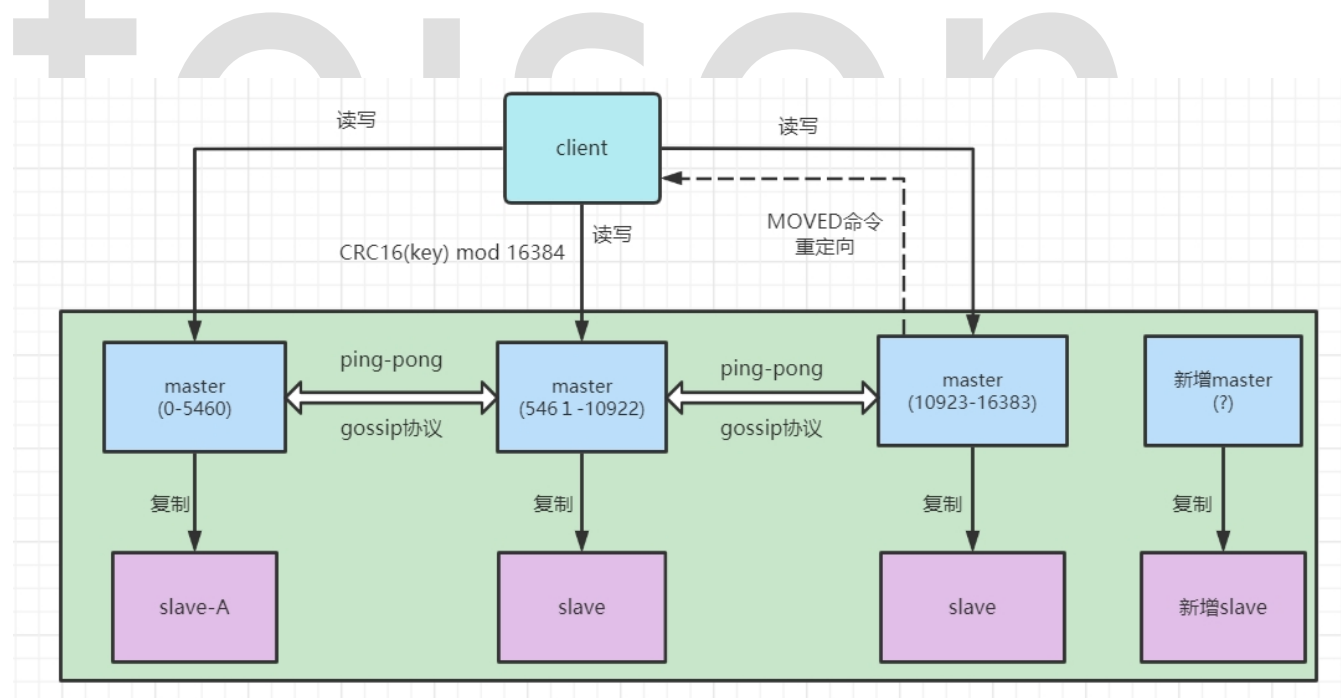 读写
client
读写
MOVED命令
重定向
读写
CRC16(key) mod 16384
master
(0-5460)
ping-pong
gossip协议
master
(546１-10922)
ping-pong
gossip协议
master
(10923-16383)
新增master
(?)
复制
复制
复制
复制
slave-A
slave
slave
新增slave